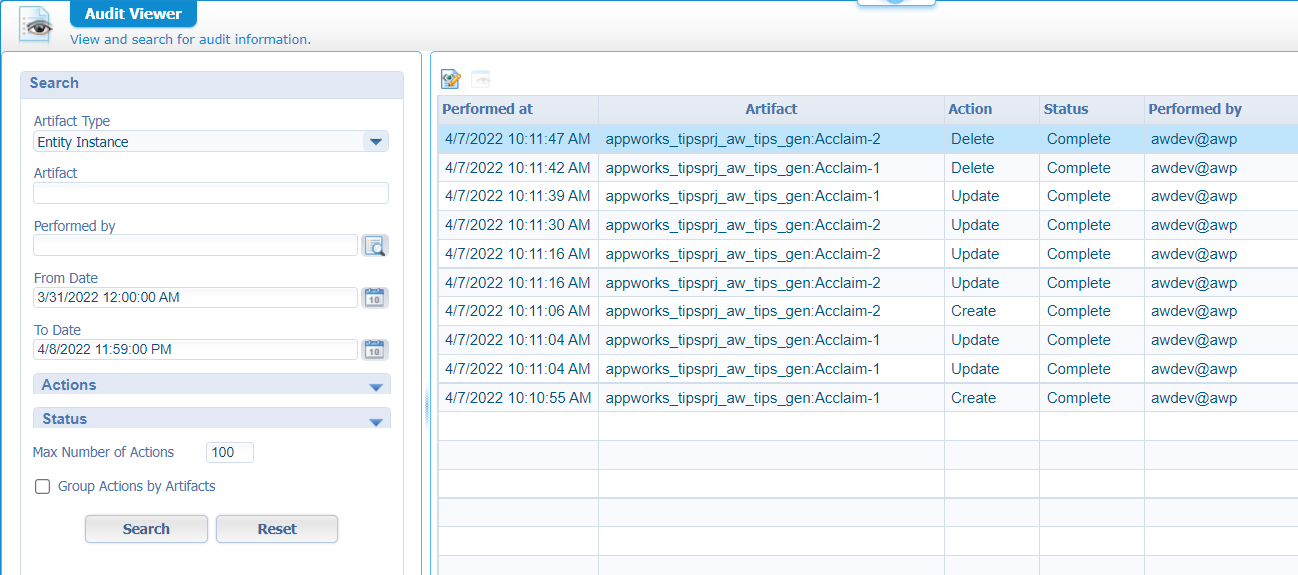 Audit Viewer
View and search for audit information.
Search
Artifact Type
Entity Instance
Artifact
Performed by
From Date
3/31/2022 12:00:00 AM
10
To Date
4/8/2022 11:59:00 PM
10
Actions
Status
Max Number of Actions 100
Group Actions by Artifacts
Search Reset
Performed at Artifact Action Status Performed by
4/7/2022 10:11:47 AM appworks_tipsprj_aw_tips_gen:Acclaim-2 Delete Complete awdev@awp
4/7/2022 10:11:42 AM appworks_tipsprj_aw_tips_gen:Acclaim-1 Delete Complete awdev@awp
4/7/2022 10:11:39 AM appworks_tipsprj_aw_tips_gen:Acclaim-1 Update Complete awdev@awp
4/7/2022 10:11:30 AM appworks_tipsprj_aw_tips_gen:Acclaim-2 Update Complete awdev@awp
4/7/2022 10:11:16 AM appworks_tipsprj_aw_tips_gen:Acclaim-2 Update Complete awdev@awp
4/7/2022 10:11:16 AM appworks_tipsprj_aw_tips_gen:Acclaim-2 Update Complete awdev@awp
4/7/2022 10:11:06 AM appworks_tipsprj_aw_tips_gen:Acclaim-2 Create Complete awdev@awp
4/7/2022 10:11:04 AM appworks_tipsprj_aw_tips_gen:Acclaim-1 Update Complete awdev@awp
4/7/2022 10:11:04 AM appworks_tipsprj_aw_tips_gen:Acclaim-1 Update Complete awdev@awp
4/7/2022 10:10:55 AM appworks_tipsprj_aw_tips_gen:Acclaim-1 Create Complete awdev@awp